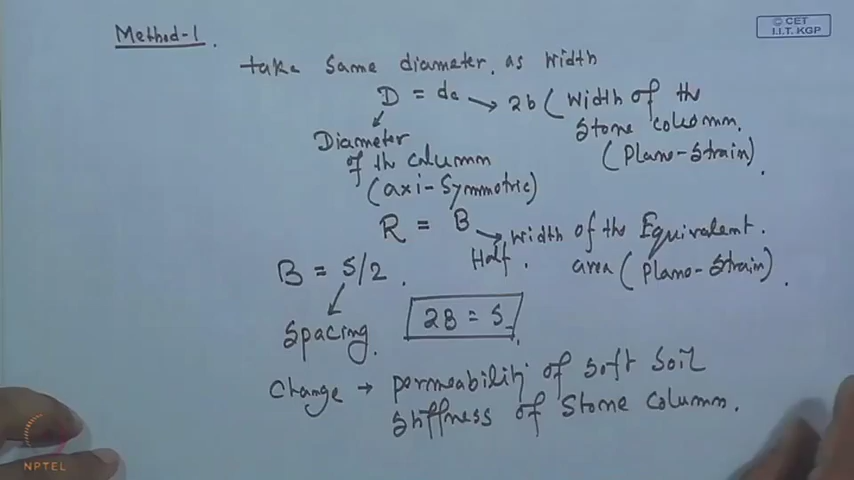 Method-1.
© CET
I.I.T. KGP
take same diameter. as width
D = dc → 2b (width of the
stone column.
(Plane-Strain).
Diameter
of the column
(axi-Symmetric)
R = B → Half width of the Equivalent.
area (Plane-Strain).
B = S/2.
Spacing.
2B = S.
Change → permeability of soft soil
stiffness of Stone column.
NPTEL